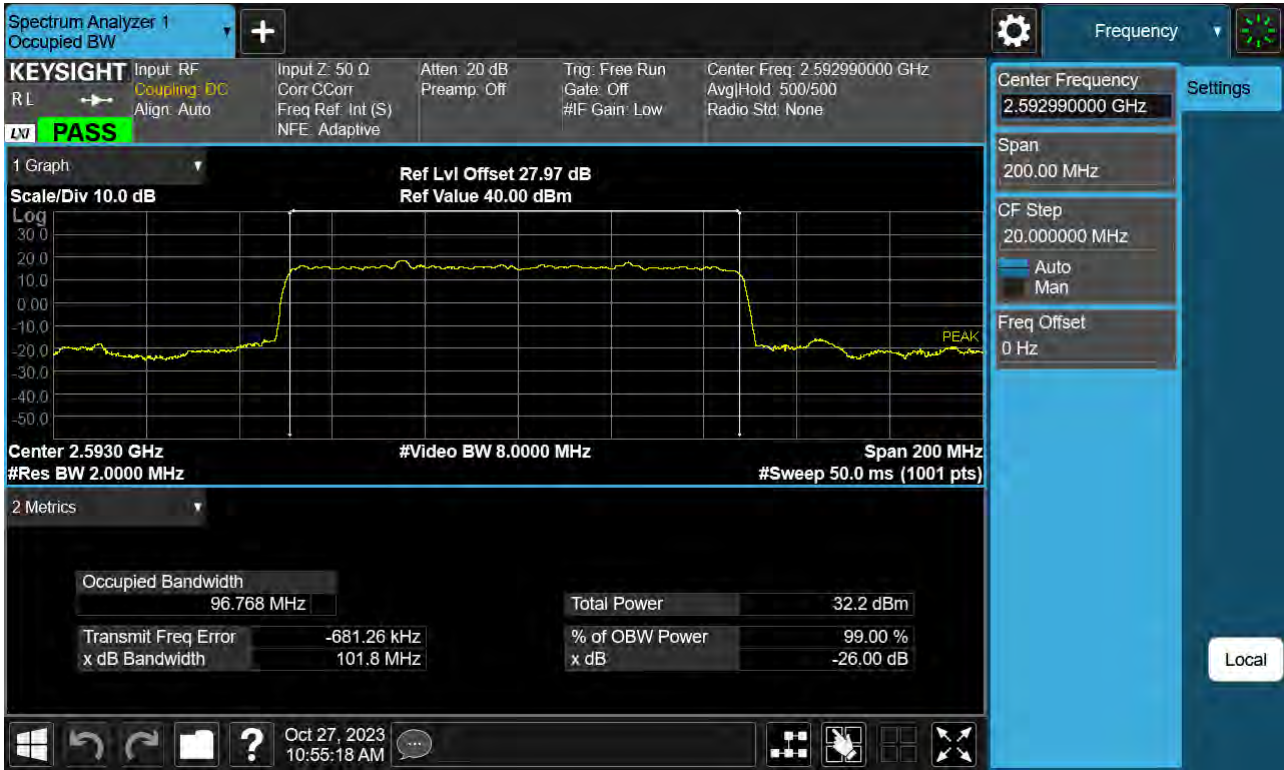 Spectrum Analyzer 1
Occupied BW
+
Frequency
KEYSIGHT
RL
LXI PASS
Input: RF
Coupling: DC
Align: Auto
Input Z: 50 Ω
Corr CCorr
Freq Ref: Int (S)
NFE: Adaptive
Atten: 20 dB
Preamp: Off
Trig: Free Run
Gate: Off
#IF Gain: Low
Center Freq: 2.592990000 GHz
Avg|Hold: 500/500
Radio Std: None
Center Frequency
2.592990000 GHz
Settings
Span
200.00 MHz
CF Step
20.000000 MHz
Auto
Man
Freq Offset
0 Hz
Local
1 Graph
Ref Lvl Offset 27.97 dB
Scale/Div 10.0 dB
Ref Value 40.00 dBm
Log
30.0
20.0
10.0
0.00
-10.0
-20.0
-30.0
-40.0
-50.0
PEAK
Center 2.5930 GHz
#Video BW 8.0000 MHz
Span 200 MHz
#Res BW 2.0000 MHz
#Sweep 50.0 ms (1001 pts)
2 Metrics
Occupied Bandwidth
96.768 MHz
Total Power 32.2 dBm
Transmit Freq Error -681.26 kHz
% of OBW Power 99.00 %
x dB Bandwidth 101.8 MHz
x dB -26.00 dB
?
Oct 27, 2023
10:55:18 AM